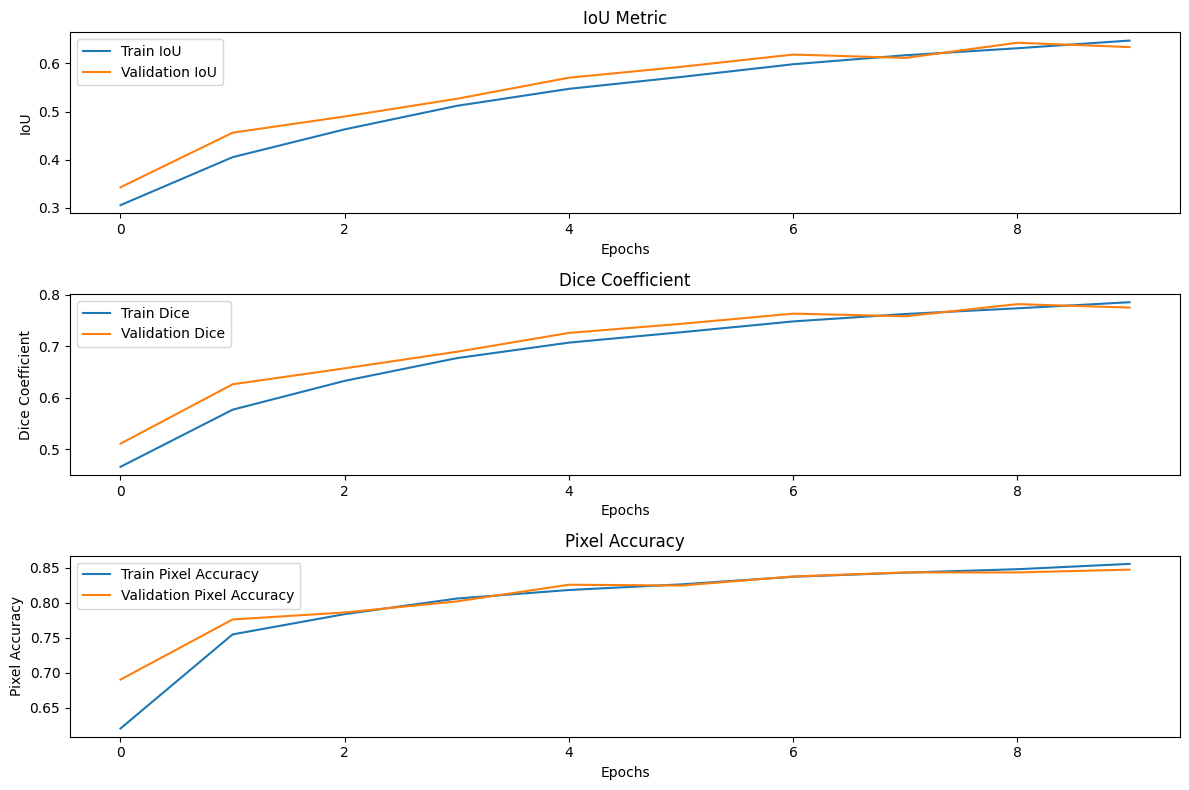 IoU Metric
Train IoU
Validation IoU
IoU
0.6
0.5
0.4
0.3
0 2 4 6 8
Epochs
Dice Coefficient
Train Dice
Validation Dice
Dice Coefficient
0.8
0.7
0.6
0.5
0 2 4 6 8
Epochs
Pixel Accuracy
Train Pixel Accuracy
Validation Pixel Accuracy
Pixel Accuracy
0.85
0.80
0.75
0.70
0.65
0 2 4 6 8
Epochs